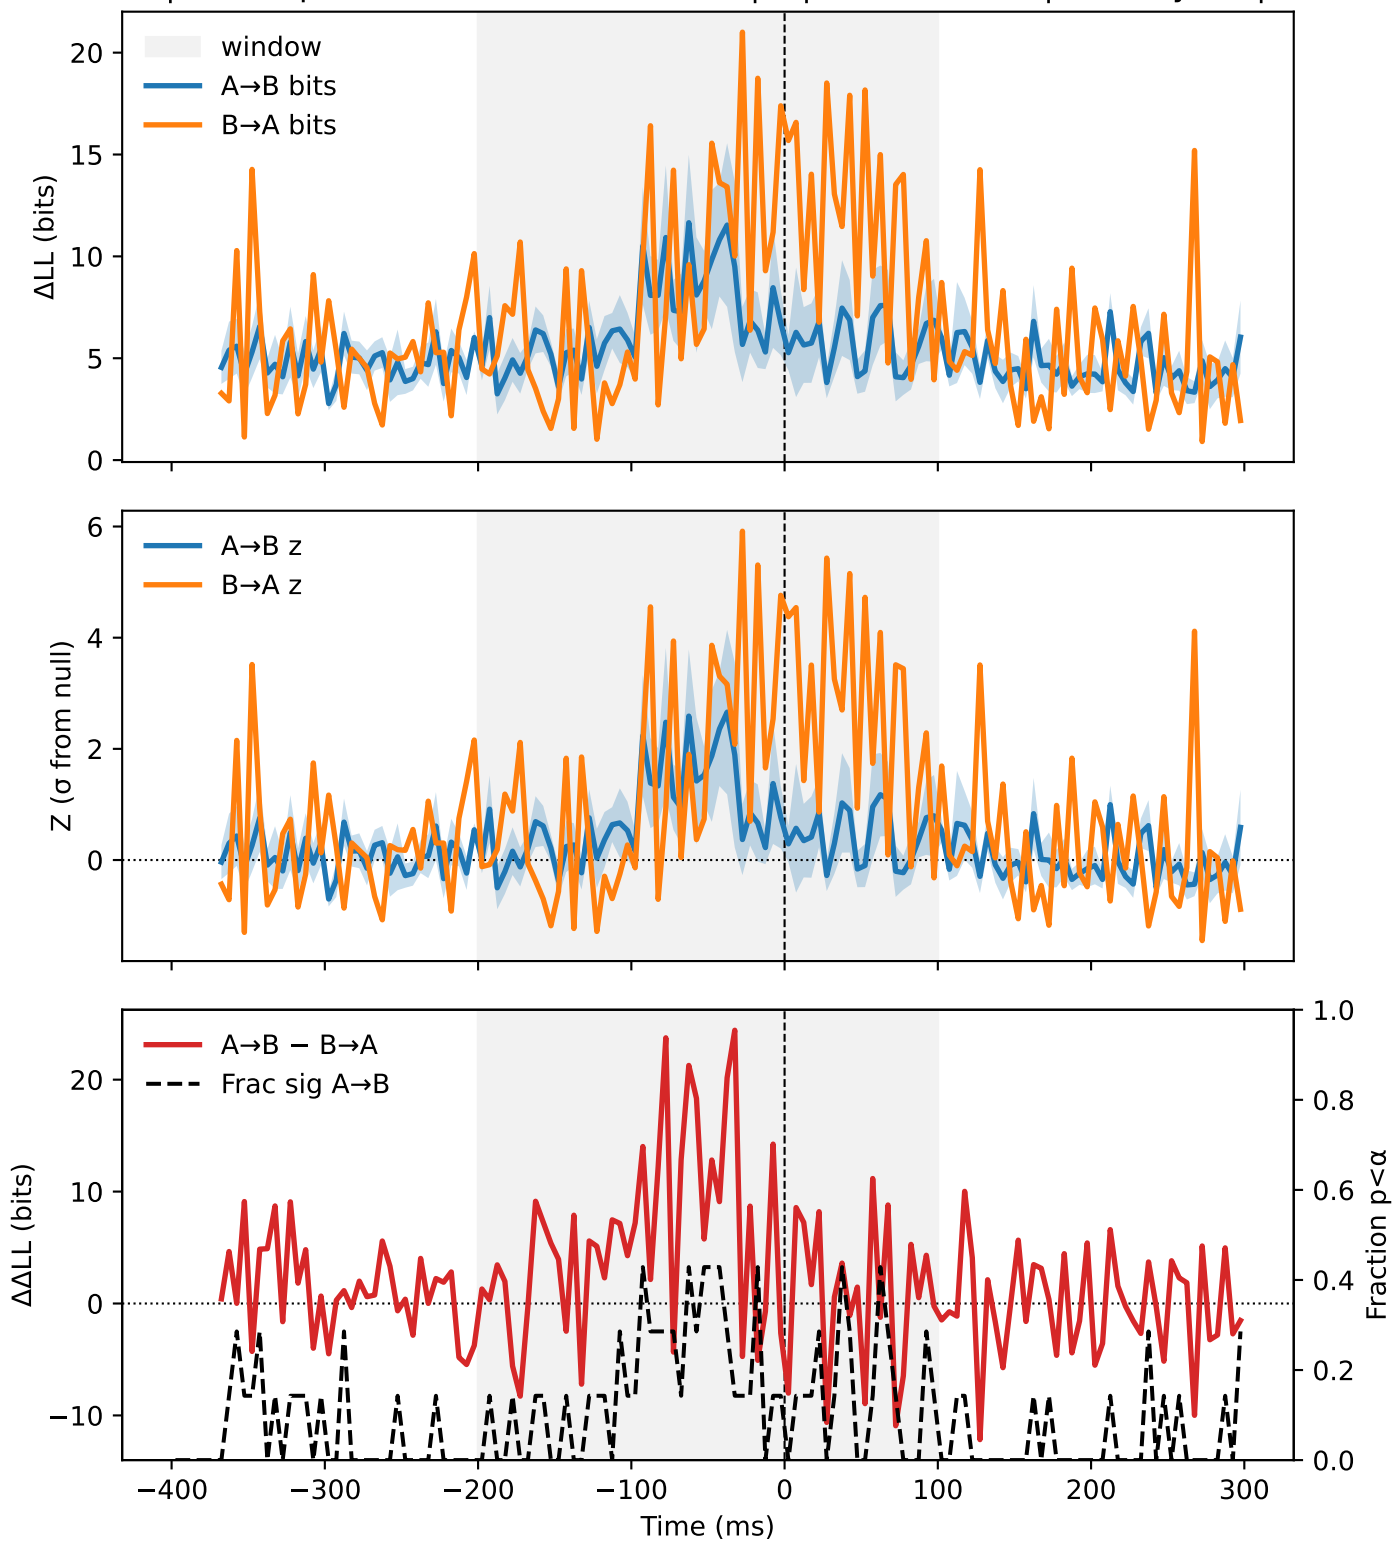 20
15
10
5
0
ΔLL (bits)
window
A→B bits
B→A bits
6
4
2
0
Z (σ from null)
A→B z
B→A z
20
10
0
−10
ΔΔLL (bits)
A→B − B→A
Frac sig A→B
1.0
0.8
0.6
0.4
0.2
0.0
Fraction p<α
−400 −300 −200 −100 0 100 200 300
Time (ms)